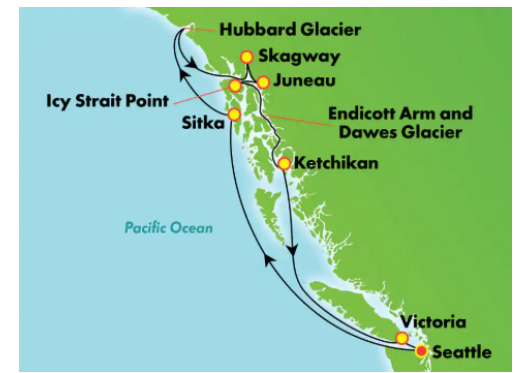 Hubbard Glacier
Skagway
Juneau
Icy Strait Point
Endicott Arm and
Dawes Glacier
Sitka
Ketchikan
Pacific Ocean
Victoria
Seattle